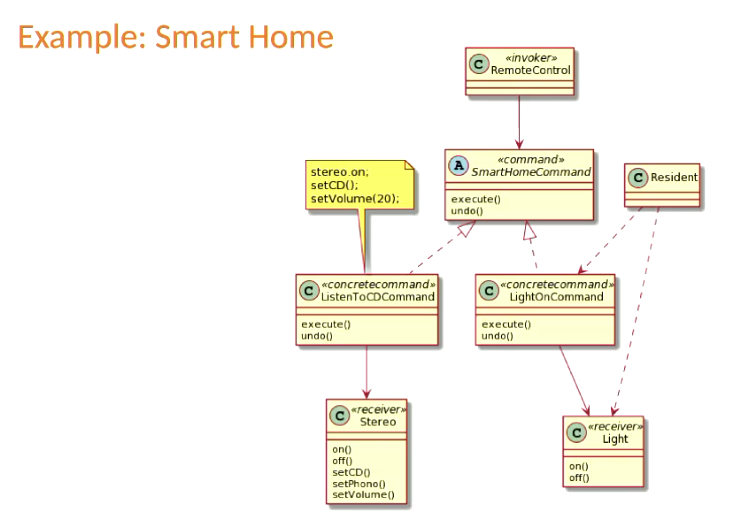 Example: Smart Home
C
«invoker»
RemoteControl
stereo.on;
setCD();
setVolume(20);
A
«command»
SmartHomeCommand
execute()
undo()
C
Resident
C
«concretecommand»
ListenToCDCommand
execute()
undo()
C
«concretecommand»
LightOnCommand
execute()
undo()
C
«receiver»
Stereo
on()
off()
setCD()
setPhono()
setVolume()
C
«receiver»
Light
on()
off()